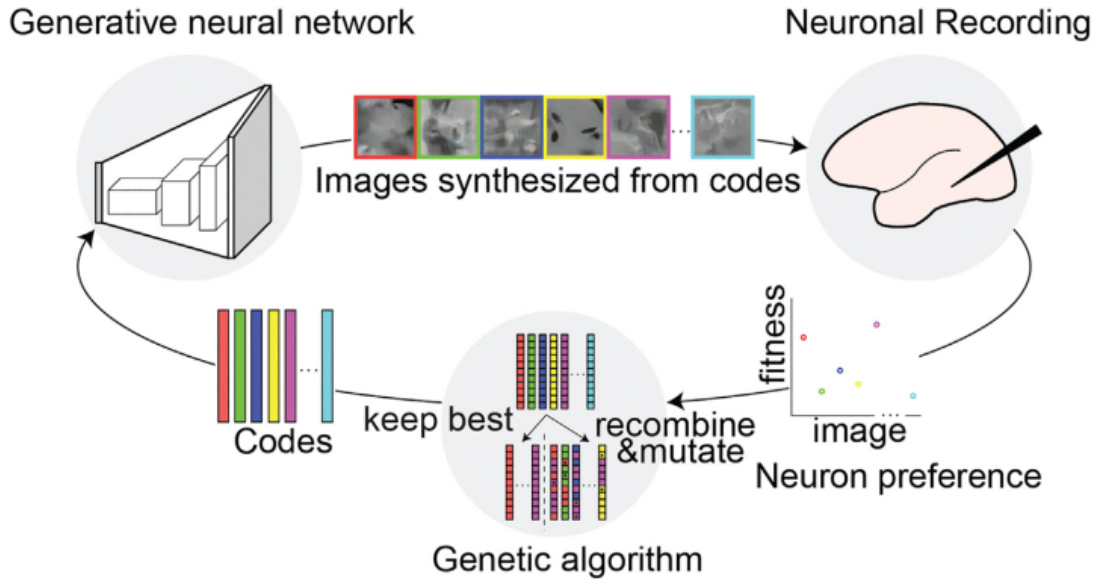 Generative neural network
Neuronal Recording
...
Images synthesized from codes
fitness
...
image
Neuron preference
...
Codes
keep best
recombine
&mutate
...
... ...
Genetic algorithm